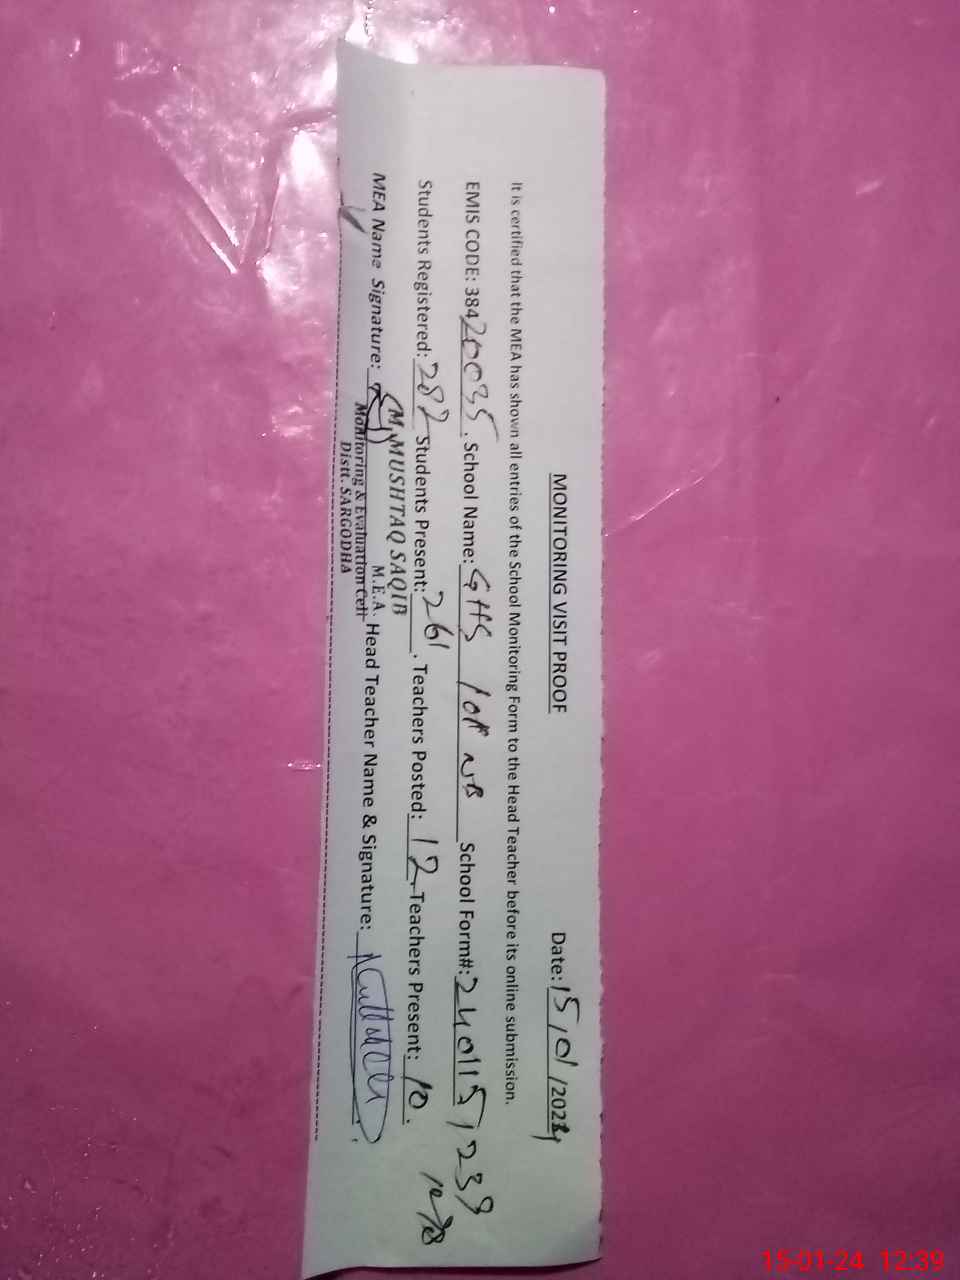 MONITORING VISIT PROOF
Date: 15/01/2024
It is certified that the MEA has shown all entries of the School Monitoring Form to the Head Teacher before its online submission.
EMIS CODE: 38420035. School Name: GHS 101 NB School Form#: 240115,239
Students Registered: 282 Students Present: 261. Teachers Posted: 12. Teachers Present: 10.
MEA Name Signature: Head Teacher Name & Signature:
M. MUSHTAQ SAQIB
M.E.A.
Monitoring & Evaluation Cell
Distt. SARGODHA
15-01-24 12:39